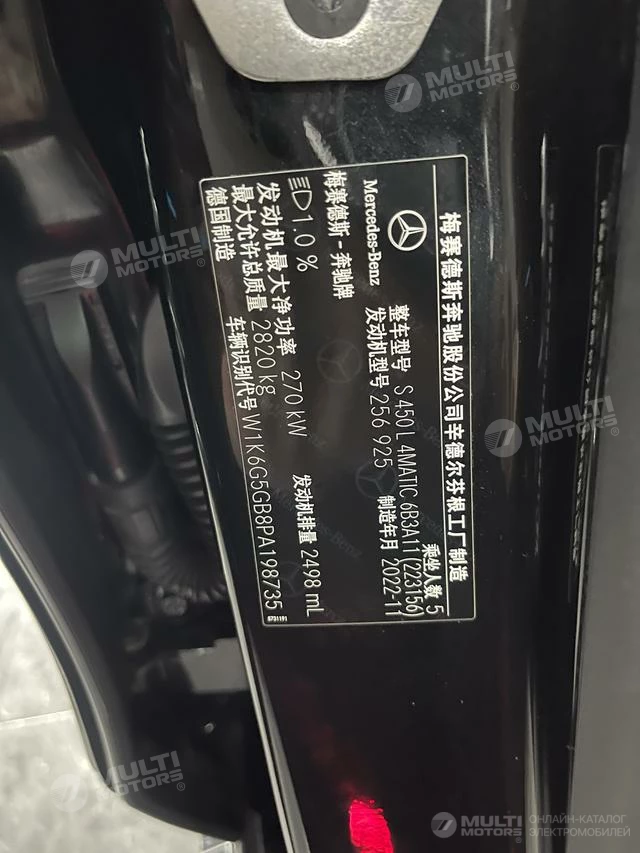 梅赛德斯奔驰股份公司辛德尔芬根工厂制造
Mercedes-Benz
整车型号 S 450 L 4MATIC 6B3A11(223156)
乘坐人数 5
发动机型号 256 925
制造年月 2022-11
梅赛德斯-奔驰牌
1.0 %
发动机最大净功率 270 kW
发动机排量 2498 mL
最大允许总质量 2820 kg
德国制造
车辆识别代号 W1K6G5GB8PA198735
MULTI MOTORS®
MULTI MOTORS®
MULTI MOTORS®
MULTI MOTORS®
MULTI MOTORS®
ОНЛАЙН-КАТАЛОГ
ЭЛЕКТРОМОБИЛЕЙ